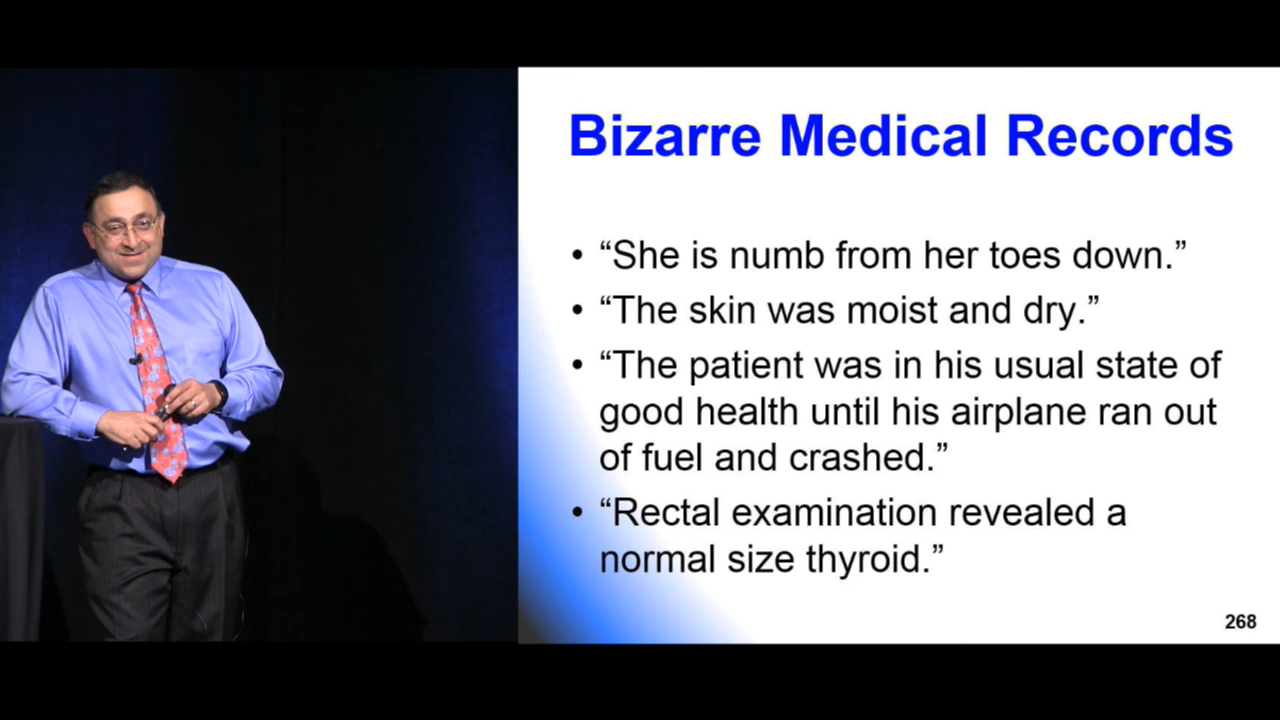 Bizarre Medical Records
• “She is numb from her toes down.”
• “The skin was moist and dry.”
• “The patient was in his usual state of
good health until his airplane ran out
of fuel and crashed.”
• “Rectal examination revealed a
normal size thyroid.”
268